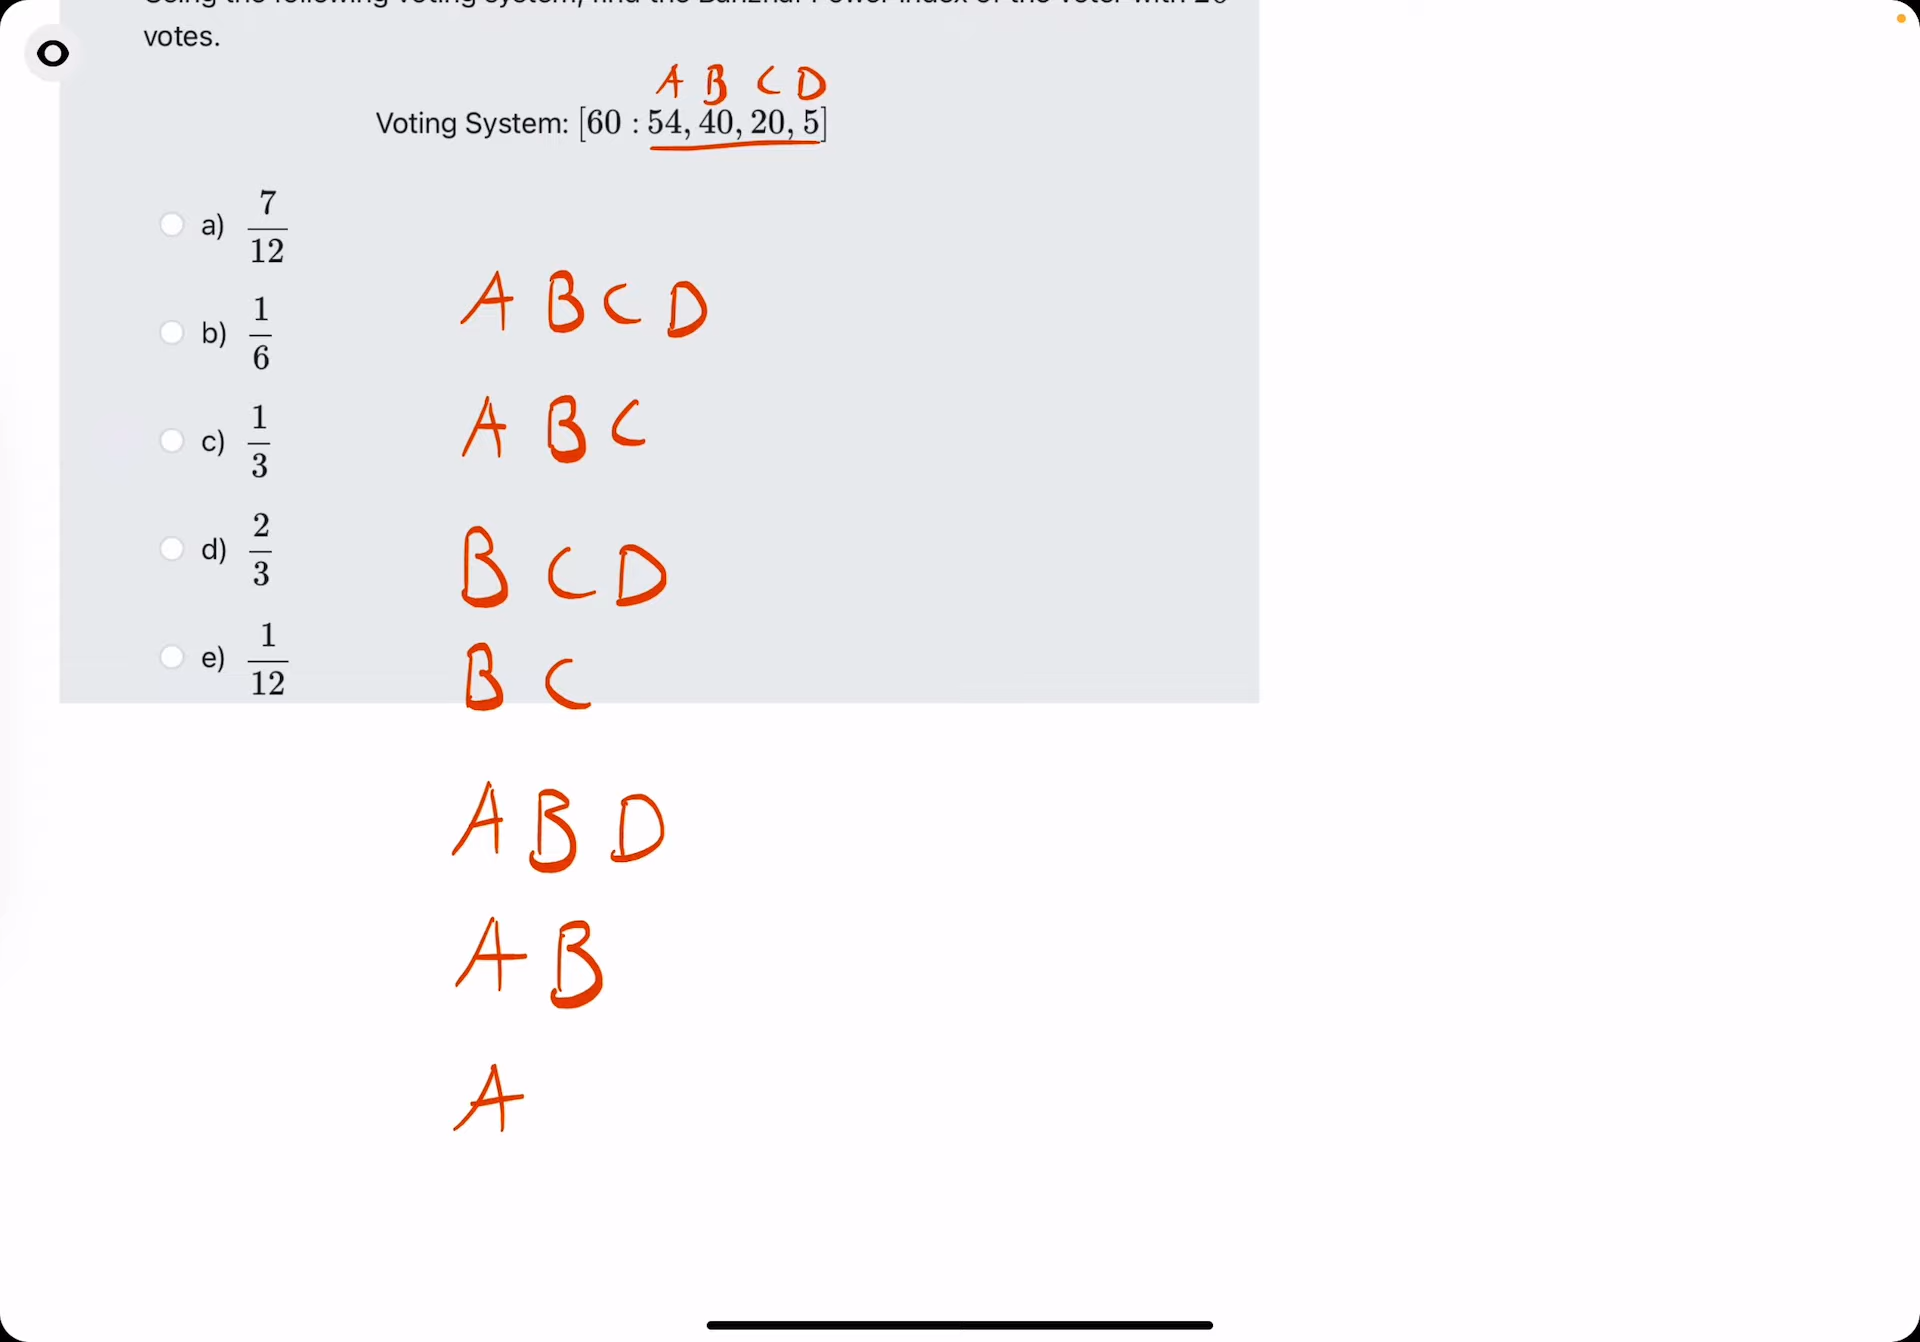 votes.
A B C D
Voting System: [60 : 54, 40, 20, 5]
a) 7/12
b) 1/6
c) 1/3
d) 2/3
e) 1/12
A B C D
A B C
B C D
B C
A B D
A B
A